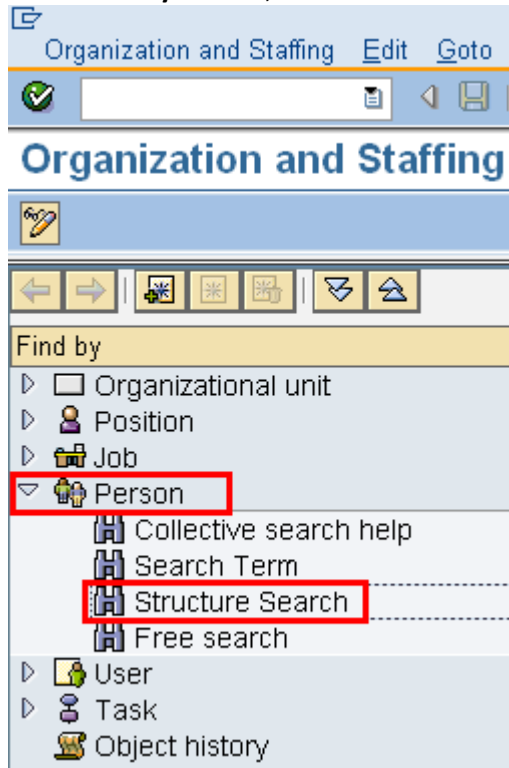 Organization and Staffing Edit Goto
Organization and Staffing
Find by
Organizational unit
Position
Job
Person
Collective search help
Search Term
Structure Search
Free search
User
Task
Object history